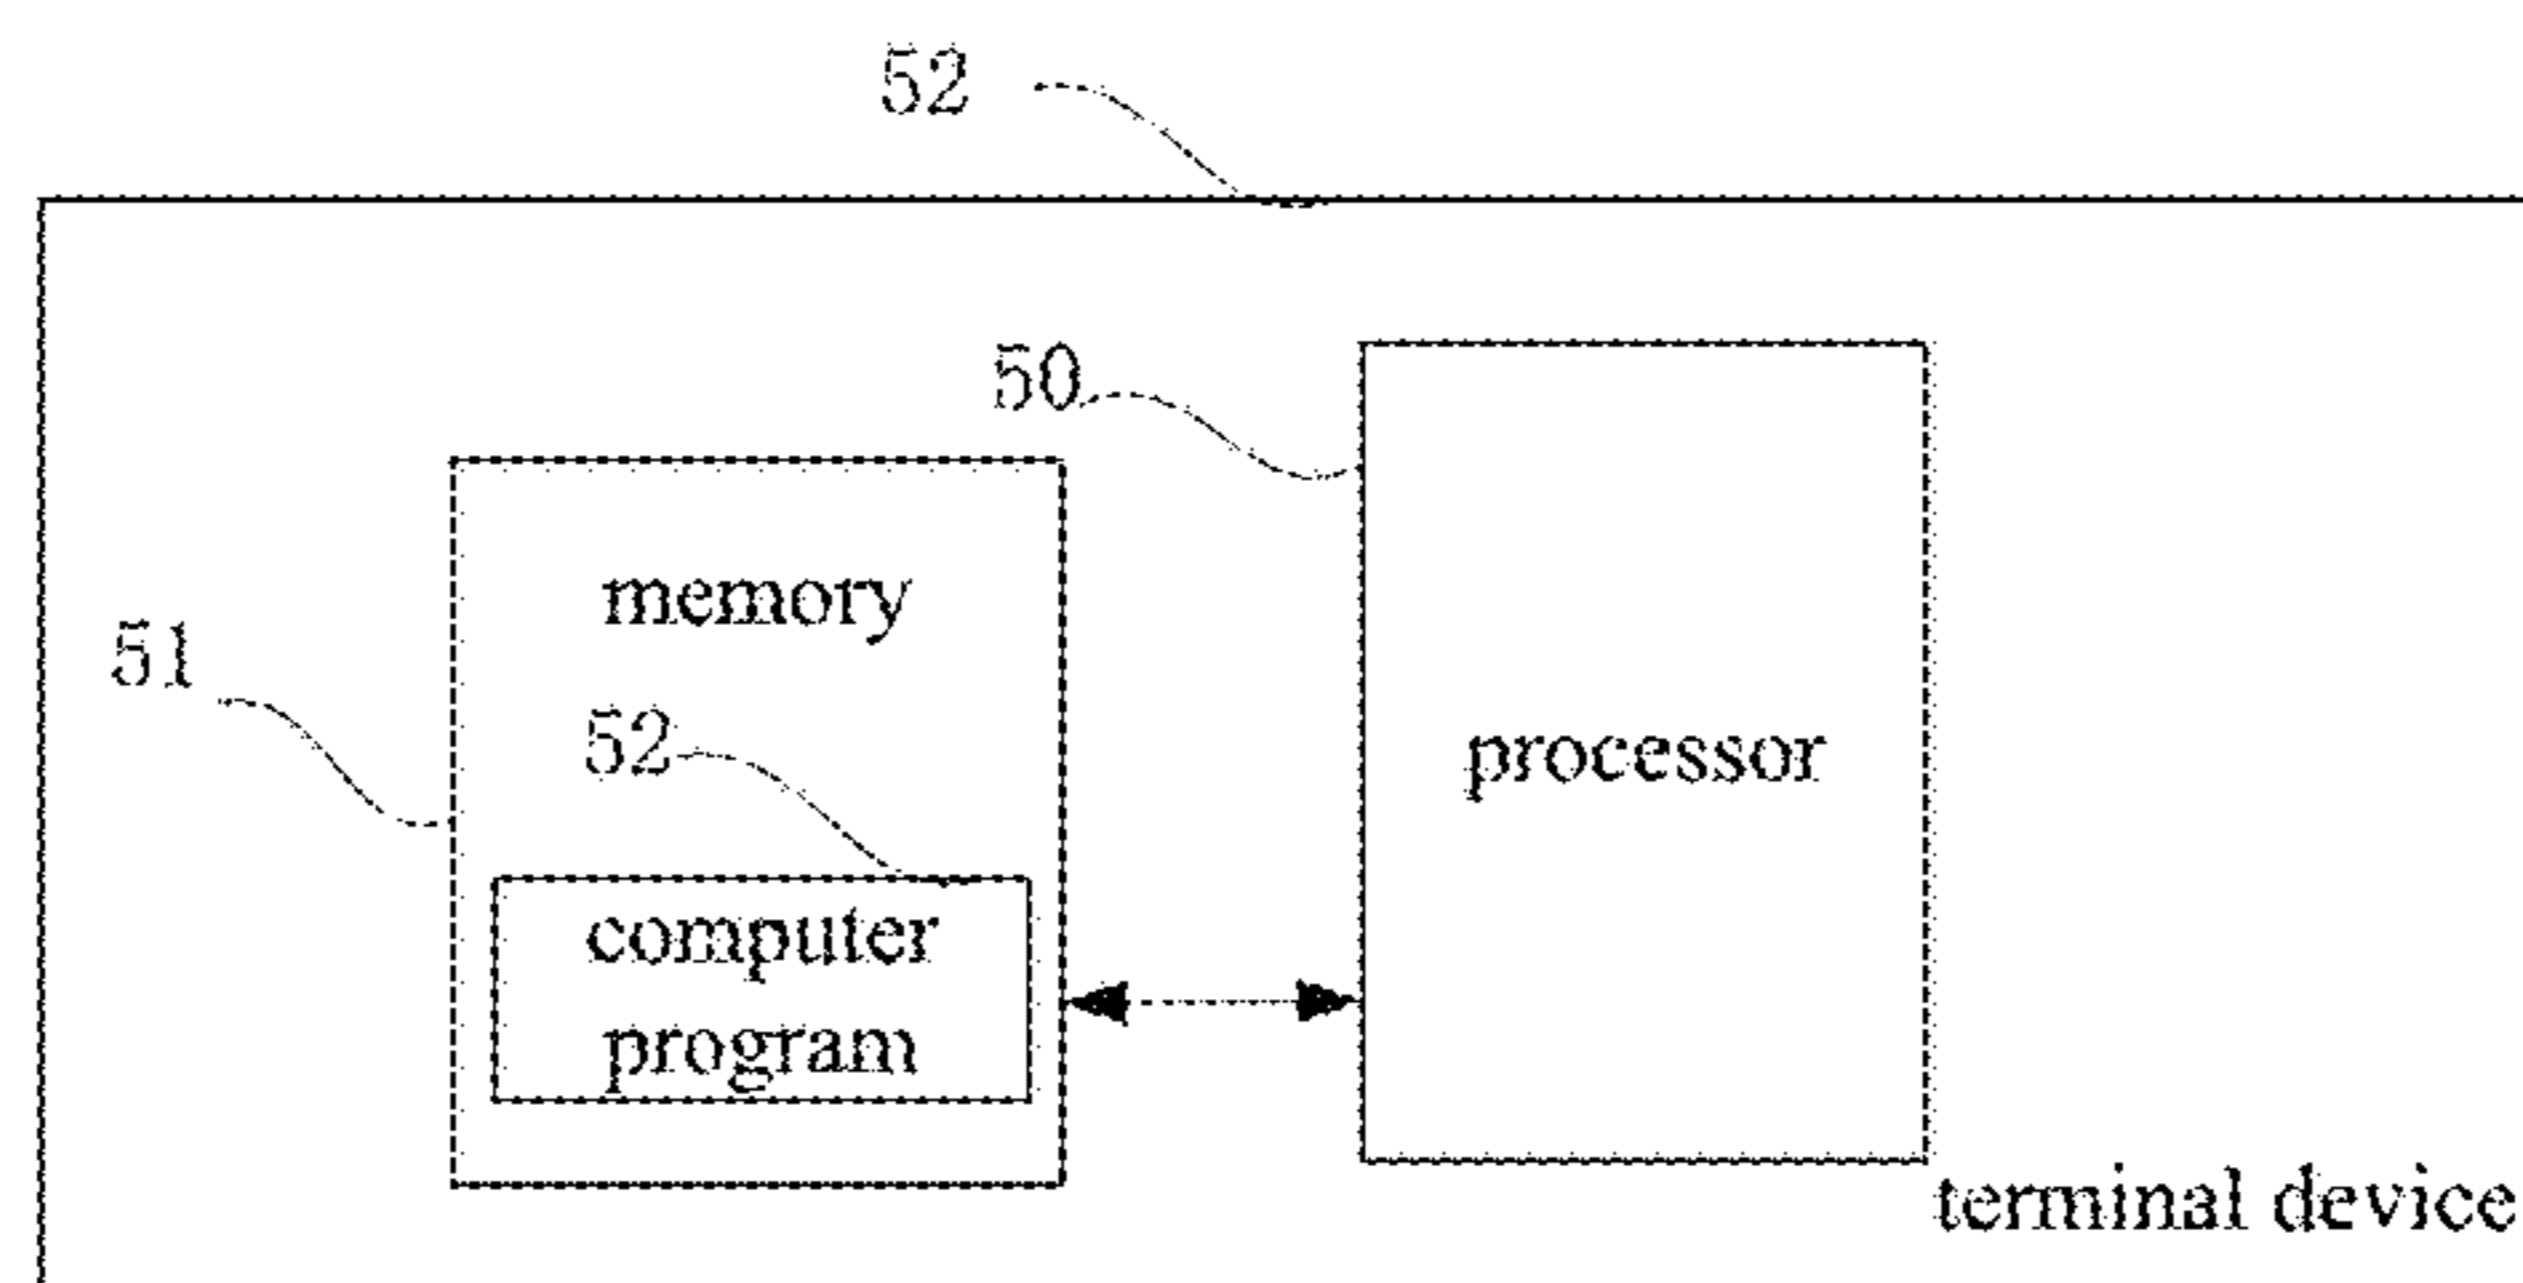 52
50
memory
51
52
processor
computer
program
terminal device